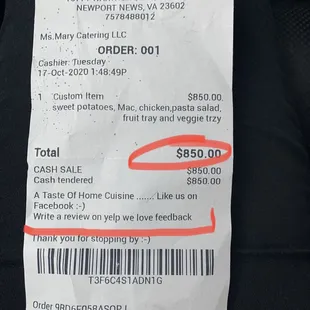 NEWPORT NEWS, VA 23602
7578488012
Ms.Mary Catering LLC
ORDER: 001
Cashier: Tuesday
17-Oct-2020 1:48:49P
1 Custom Item $850.00
sweet potatoes, Mac, chicken,pasta salad,
fruit tray and veggie trzy
Total $850.00
CASH SALE $850.00
Cash tendered $850.00
A Taste Of Home Cuisine ....... Like us on
Facebook :-)
Write a review on yelp we love feedback
Thank you for stopping by :-)
T3F6C4S1ADN1G
Order